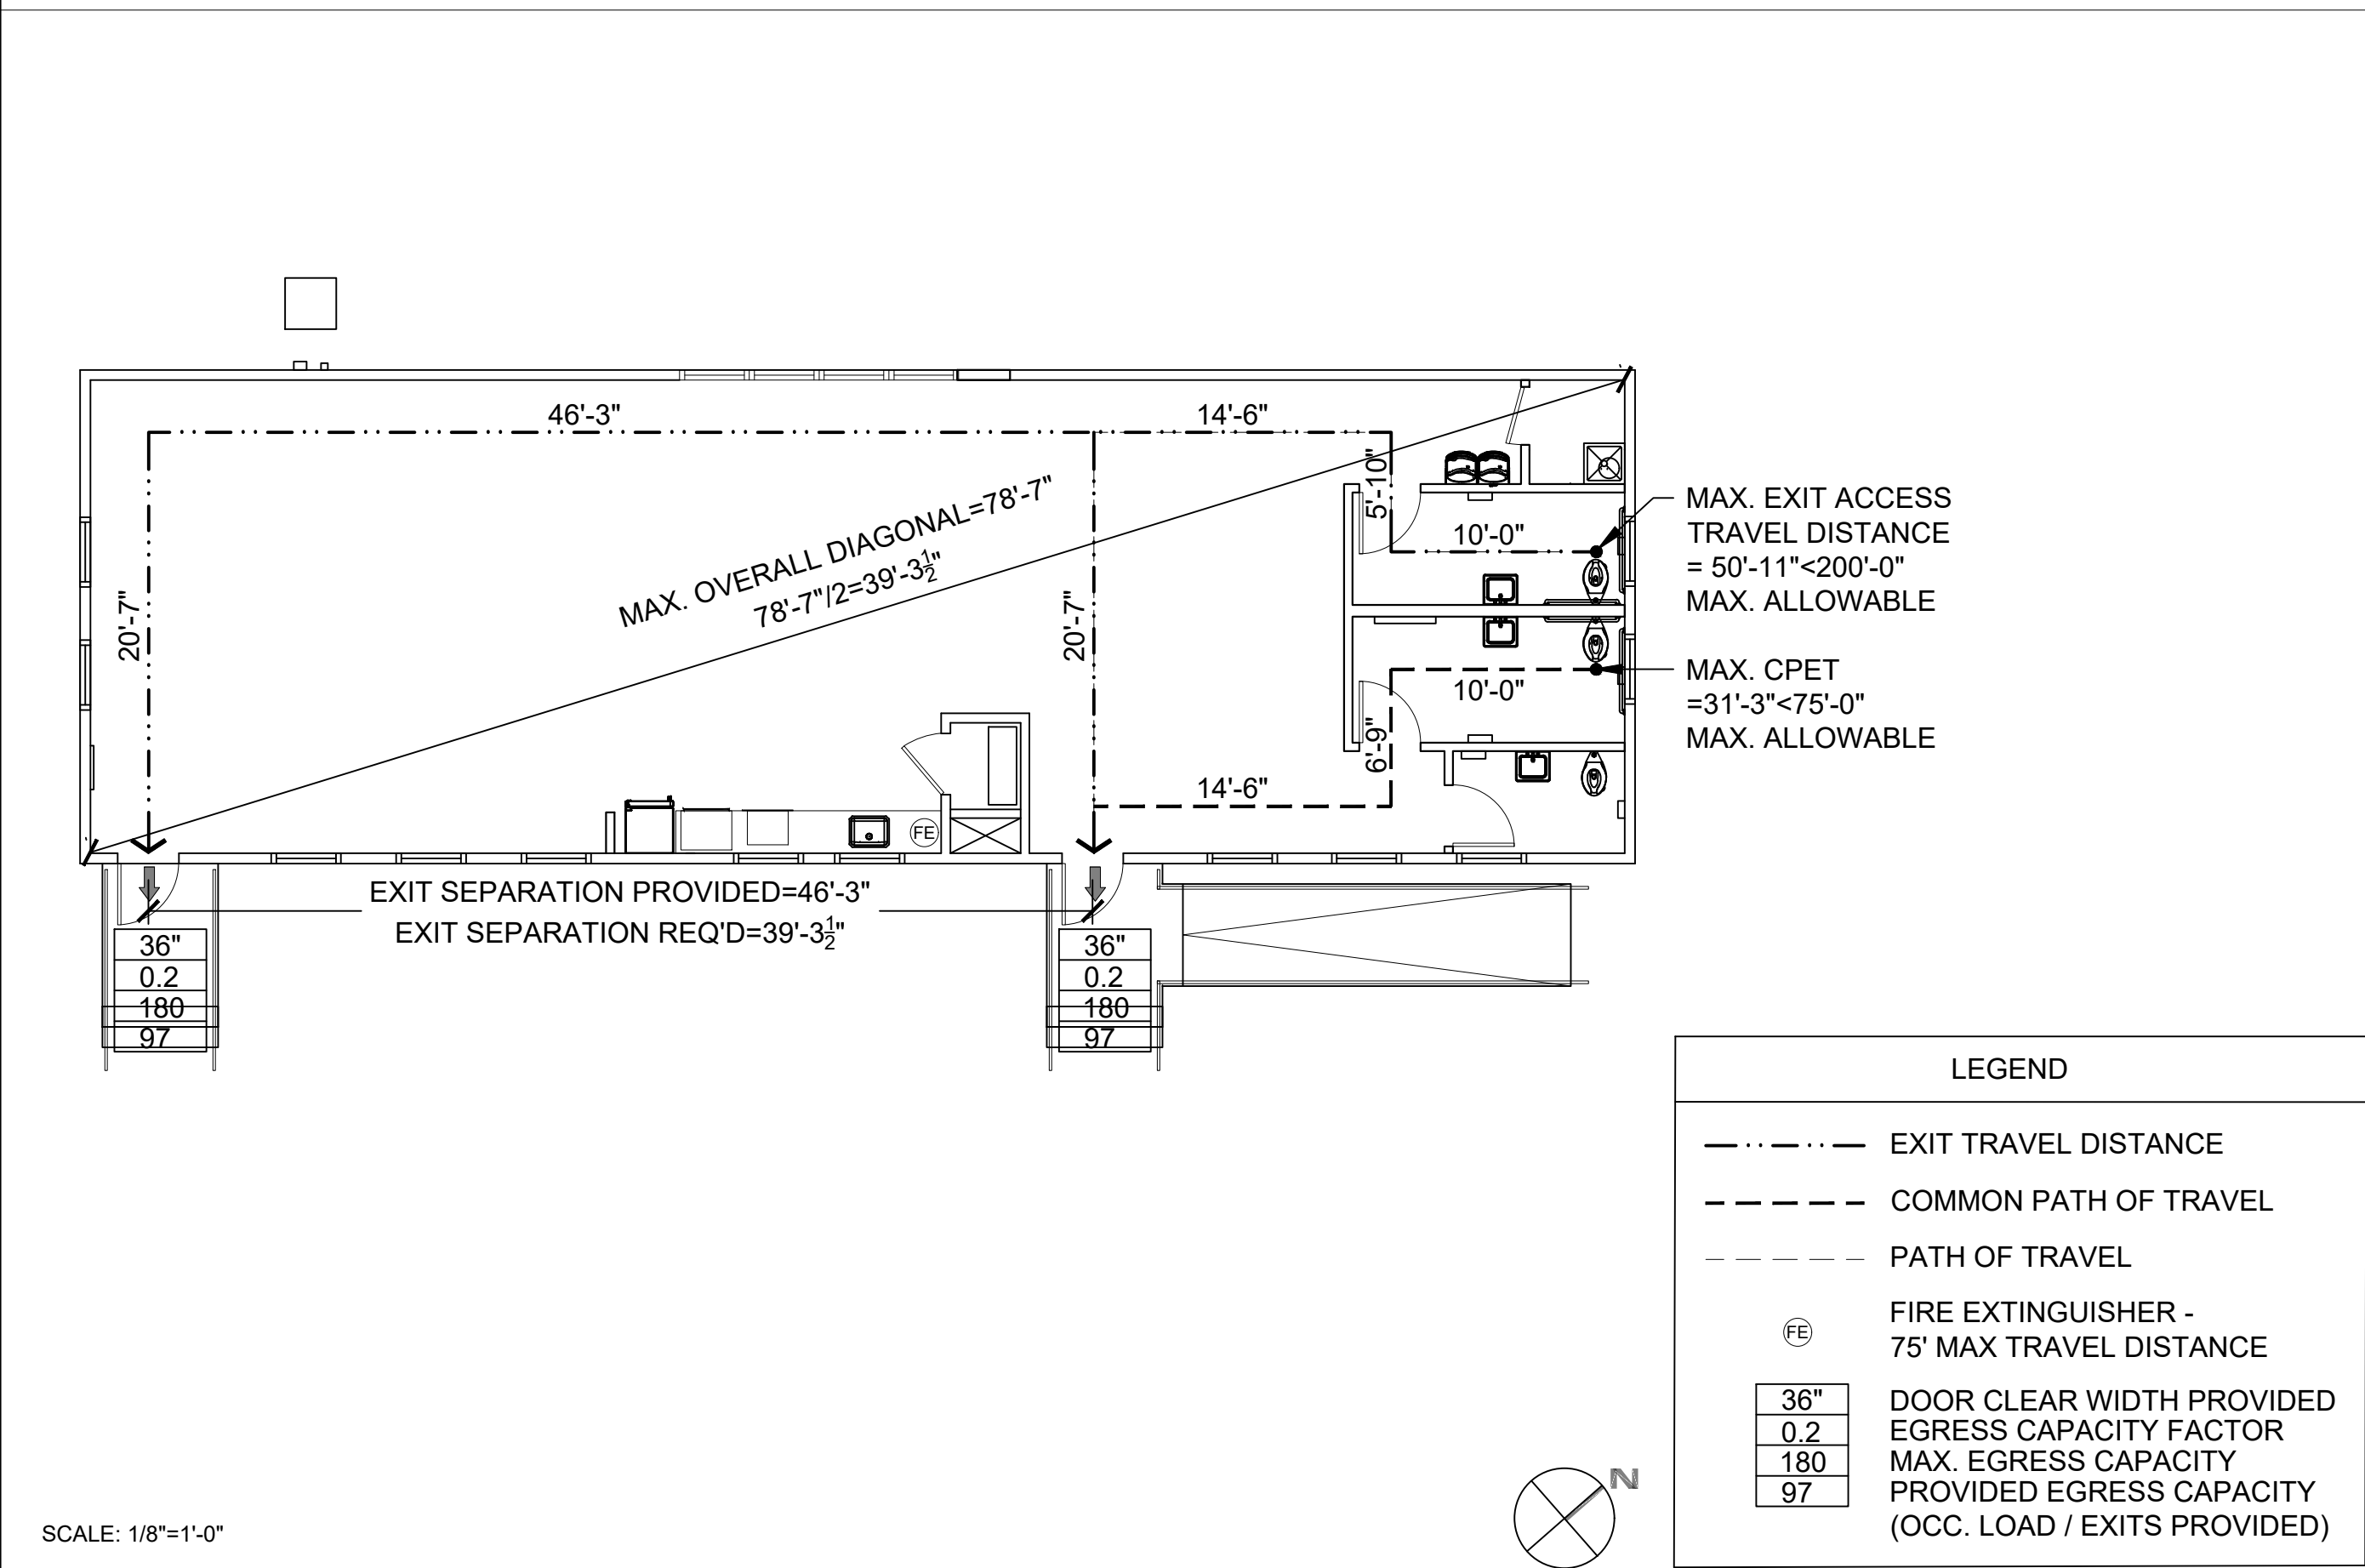 46'-3"
14'-6"
5'-10"
MAX. OVERALL DIAGONAL=78'-7"
78'-7"/2=39'-3½"
10'-0"
MAX. EXIT ACCESS
TRAVEL DISTANCE
= 50'-11"<200'-0"
MAX. ALLOWABLE
20'-7"
20'-7"
MAX. CPET
=31'-3"<75'-0"
MAX. ALLOWABLE
10'-0"
6'-9"
14'-6"
FE
EXIT SEPARATION PROVIDED=46'-3"
EXIT SEPARATION REQ'D=39'-3½"
36"
0.2
180
97
36"
0.2
180
97
LEGEND
EXIT TRAVEL DISTANCE
COMMON PATH OF TRAVEL
PATH OF TRAVEL
FE
FIRE EXTINGUISHER -
75' MAX TRAVEL DISTANCE
36" DOOR CLEAR WIDTH PROVIDED
0.2 EGRESS CAPACITY FACTOR
180 MAX. EGRESS CAPACITY
97 PROVIDED EGRESS CAPACITY
(OCC. LOAD / EXITS PROVIDED)
N
SCALE: 1/8"=1'-0"